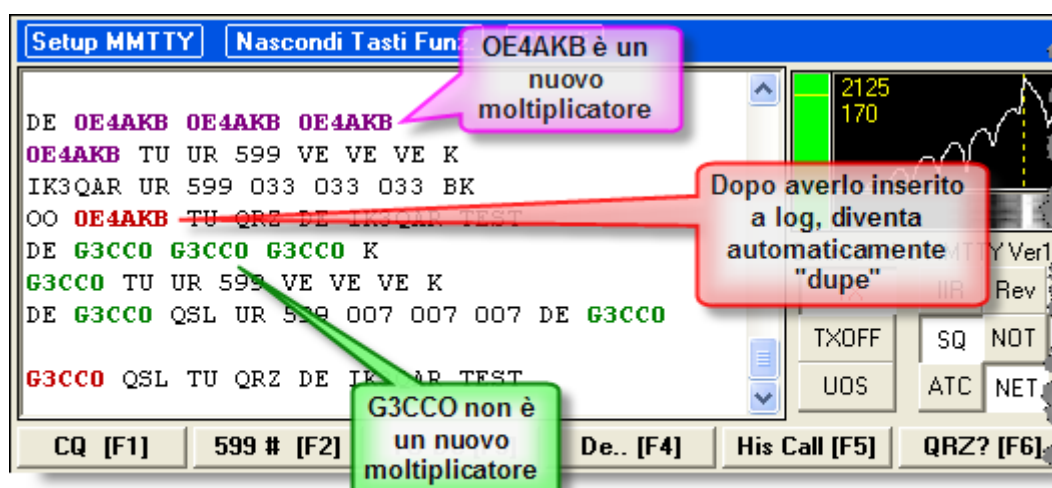 Setup MMTTY Nascondi Tasti Funz
OE4AKB è un
nuovo
moltiplicatore
DE OE4AKB OE4AKB OE4AKB
OE4AKB TU UR 599 VE VE VE K
IK3QAR UR 599 033 033 033 BK
OO OE4AKB TU QRZ DE IK3QAR TEST
DE G3CCO G3CCO G3CCO K
G3CCO TU UR 599 VE VE VE K
DE G3CCO QSL UR 599 007 007 007 DE G3CCO
G3CCO QSL TU QRZ DE IK3QAR TEST
2125
170
Dopo averlo inserito
a log, diventa
automaticamente
"dupe"
G3CCO non è
un nuovo
moltiplicatore
MMTTY Ver1
IIR Rev
TXOFF SQ NOT
UOS ATC NET
CQ [F1] 599 # [F2] De.. [F4] His Call [F5] QRZ? [F6]